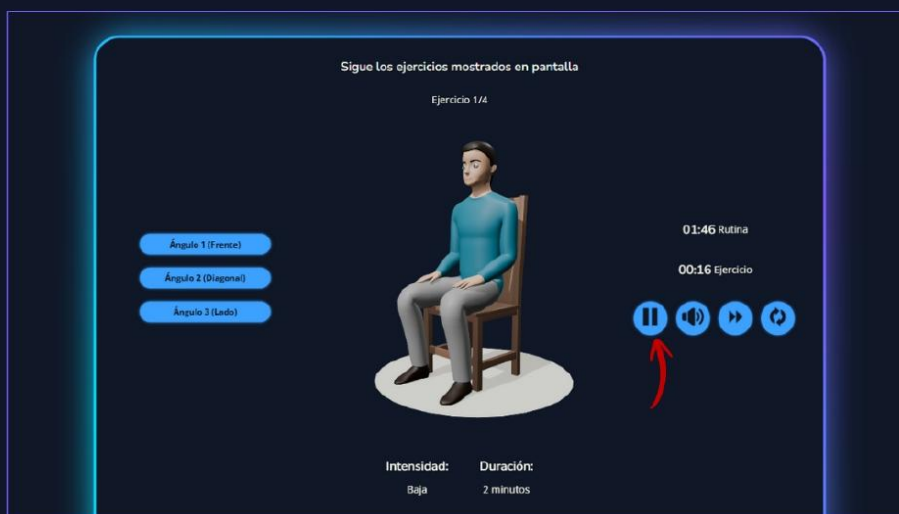 Sigue los ejercicios mostrados en pantalla
Ejercicio 1/4
Ángulo 1 (Frente)
Ángulo 2 (Diagonal)
Ángulo 3 (Lado)
01:46 Rutina
00:16 Ejercicio
Intensidad: Duración:
Baja 2 minutos